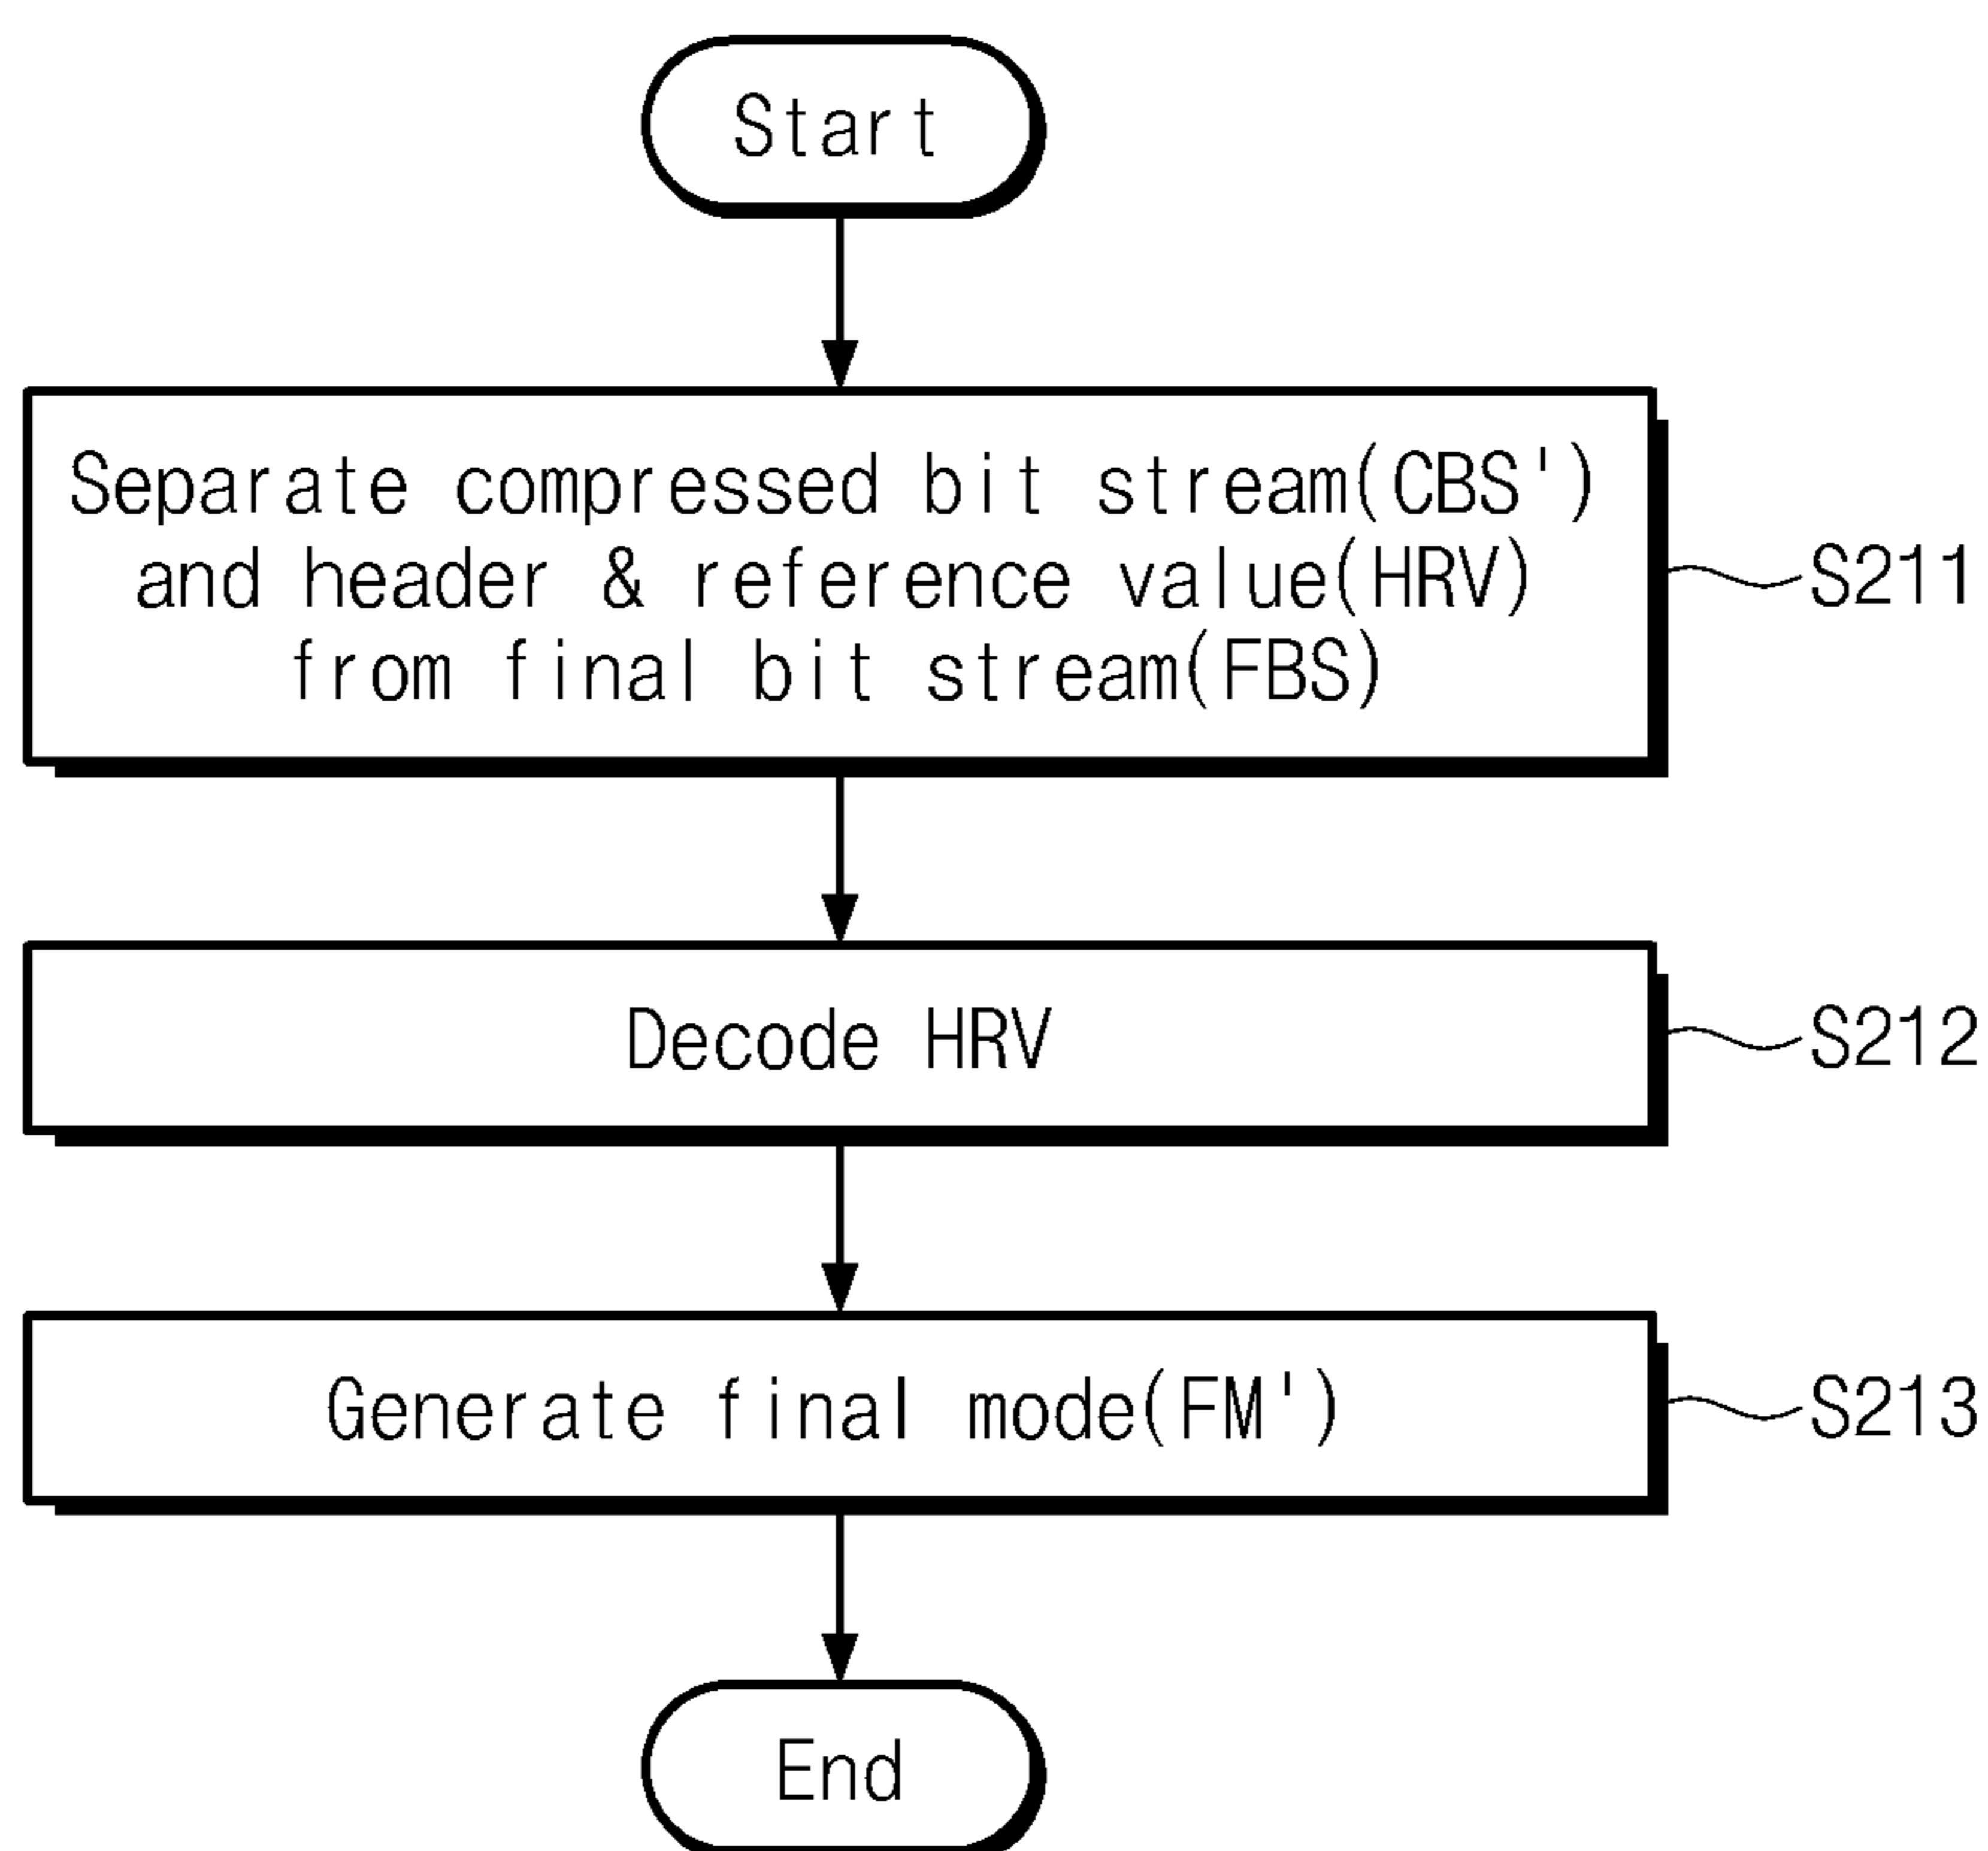 Start
Separate compressed bit stream(CBS')
and header & reference value(HRV)
from final bit stream(FBS)
S211
Decode HRV
S212
Generate final mode(FM')
S213
End